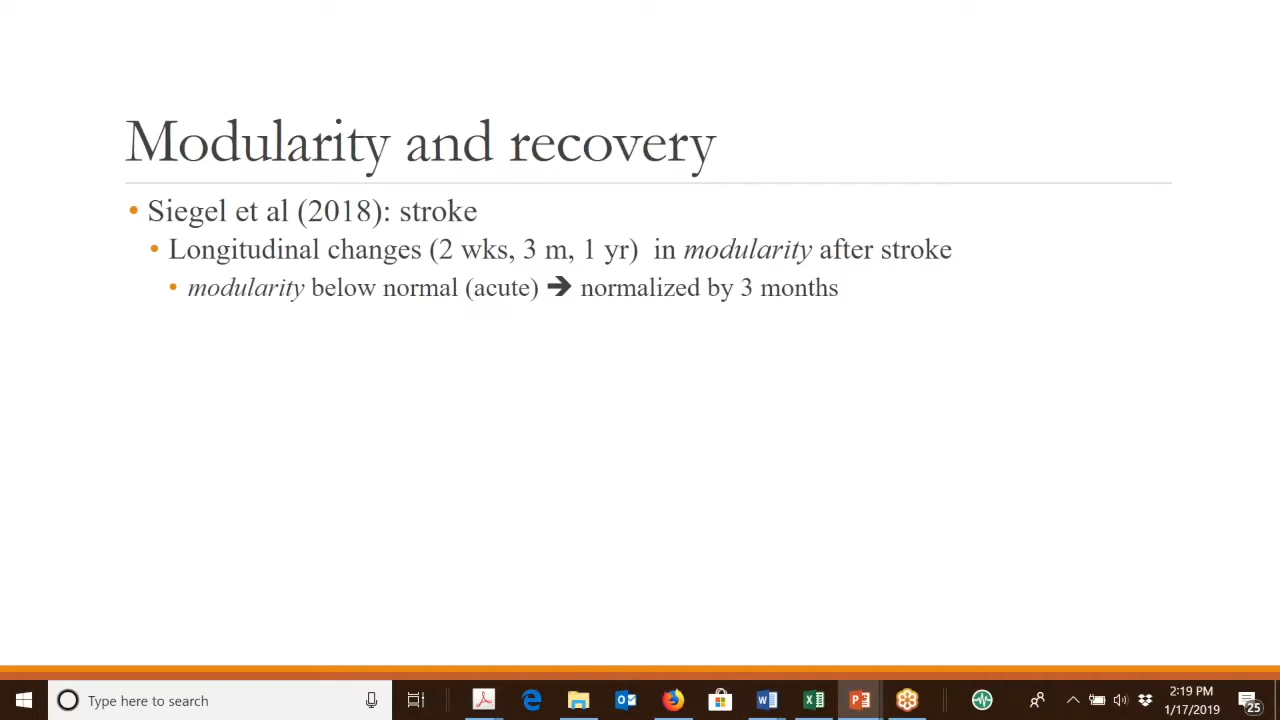 Modularity and recovery
• Siegel et al (2018): stroke
• Longitudinal changes (2 wks, 3 m, 1 yr)  in modularity after stroke
• modularity below normal (acute) ➔ normalized by 3 months
Type here to search
2:19 PM
1/17/2019
25